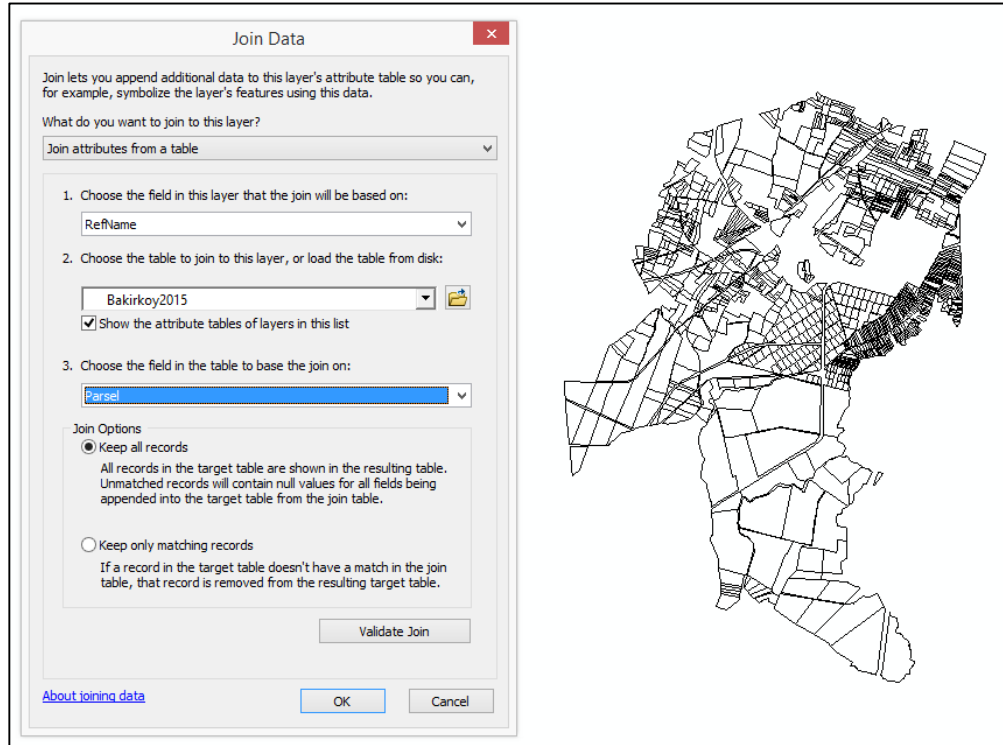 Join Data
Join lets you append additional data to this layer's attribute table so you can,
for example, symbolize the layer's features using this data.
What do you want to join to this layer?
Join attributes from a table
1. Choose the field in this layer that the join will be based on:
RefName
2. Choose the table to join to this layer, or load the table from disk:
Bakirkoy2015
Show the attribute tables of layers in this list
3. Choose the field in the table to base the join on:
Parsel
Join Options
Keep all records
All records in the target table are shown in the resulting table.
Unmatched records will contain null values for all fields being
appended into the target table from the join table.
Keep only matching records
If a record in the target table doesn't have a match in the join
table, that record is removed from the resulting target table.
Validate Join
About joining data
OK
Cancel